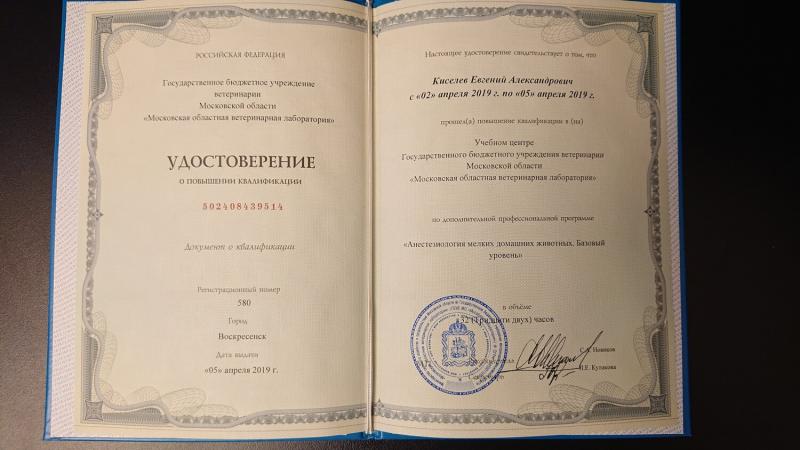 РОССИЙСКАЯ ФЕДЕРАЦИЯ
Государственное бюджетное учреждение
ветеринарии
Московской области
«Московская областная ветеринарная лаборатория»
УДОСТОВЕРЕНИЕ
О ПОВЫШЕНИИ КВАЛИФИКАЦИИ
502408439514
Документ о квалификации
Регистрационный номер
580
Город
Воскресенск
Дата выдачи
«05» апреля 2019 г.
Настоящее удостоверение свидетельствует о том, что
Киселев Евгений Александрович
с «02» апреля 2019 г. по «05» апреля 2019 г.
прошел(а) повышение квалификации в (на)
Учебном центре
Государственного бюджетного учреждения ветеринарии
Московской области
«Московская областная ветеринарная лаборатория»
по дополнительной профессиональной программе
«Анестезиология мелких домашних животных. Базовый
уровень»
в объёме
32 (Тридцати двух) часов
С.А. Новиков
И.Е. Кулакова